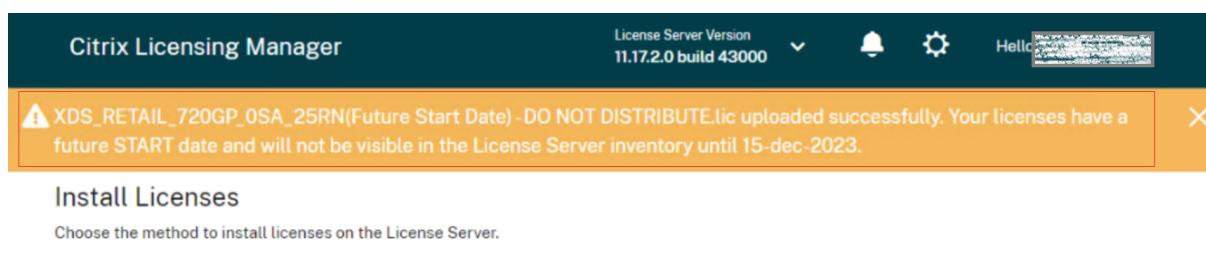 Citrix Licensing Manager
License Server Version
11.17.2.0 build 43000
Hello
XDS_RETAIL_720GP_0SA_25RN(Future Start Date) - DO NOT DISTRIBUTE.lic uploaded successfully. Your licenses have a
future START date and will not be visible in the License Server inventory until 15-dec-2023.
Install Licenses
Choose the method to install licenses on the License Server.